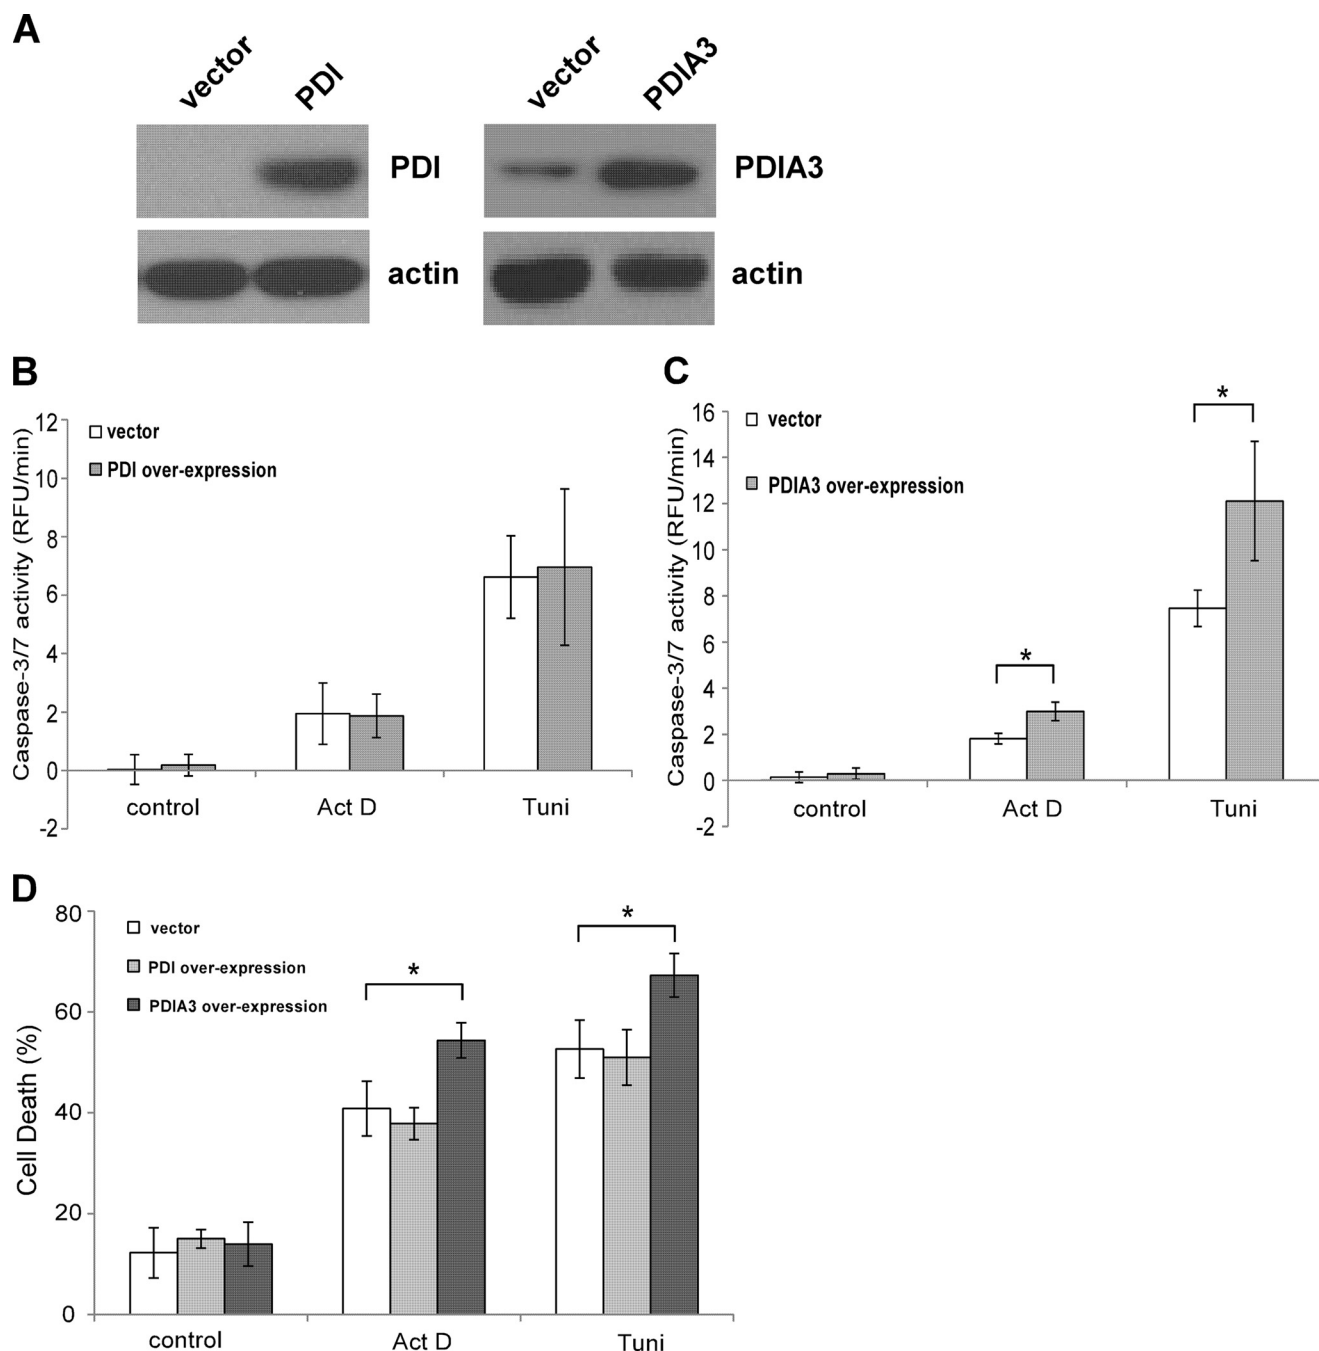 A
vector PDI vector PDIA3
PDI PDIA3
actin actin
B
12
10
8
6
4
2
0
-2
Caspase-3/7 activity (RFU/min)
vector
PDI over-expression
control Act D Tuni
C
16
14
12
10
8
6
4
2
0
-2
Caspase-3/7 activity (RFU/min)
vector
PDIA3 over-expression
*
*
control Act D Tuni
D
80
60
40
20
0
Cell Death (%)
vector
PDI over-expression
PDIA3 over-expression
*
*
control Act D Tuni